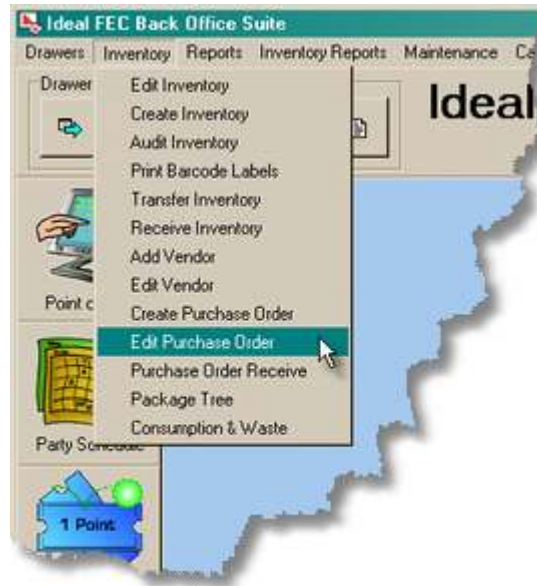 Ideal FEC Back Office Suite
Drawers Inventory Reports Inventory Reports Maintenance Ca
Drawer
Ideal
Edit Inventory
Create Inventory
Audit Inventory
Print Barcode Labels
Transfer Inventory
Receive Inventory
Add Vendor
Edit Vendor
Create Purchase Order
Edit Purchase Order
Purchase Order Receive
Package Tree
Consumption & Waste
Point o
Party Schedule
1 Point